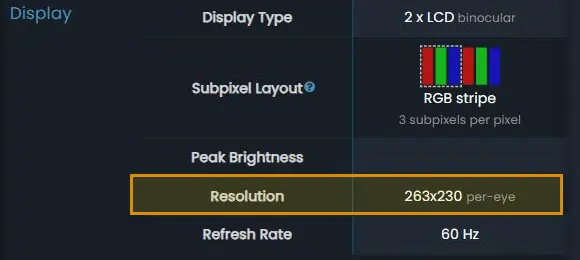 Display
Display Type 2 x LCD binocular
Subpixel Layout ?
RGB stripe
3 subpixels per pixel
Peak Brightness
Resolution 263x230 per-eye
Refresh Rate 60 Hz